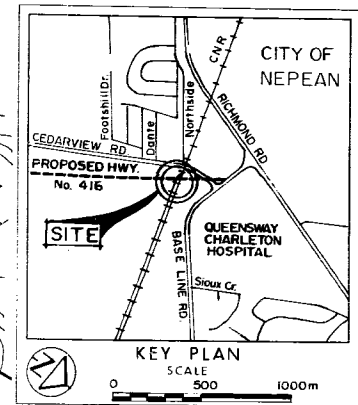 CITY OF
NEPEAN
CNR
Foothill Dr.
Dante
Northside
RICHMOND RD
CEDARVIEW RD
PROPOSED HWY.
No. 416
SITE
QUEENSWAY
CHARLETON
HOSPITAL
BASE LINE RD.
Sioux Cr.
KEY PLAN
SCALE
0 500 1000m